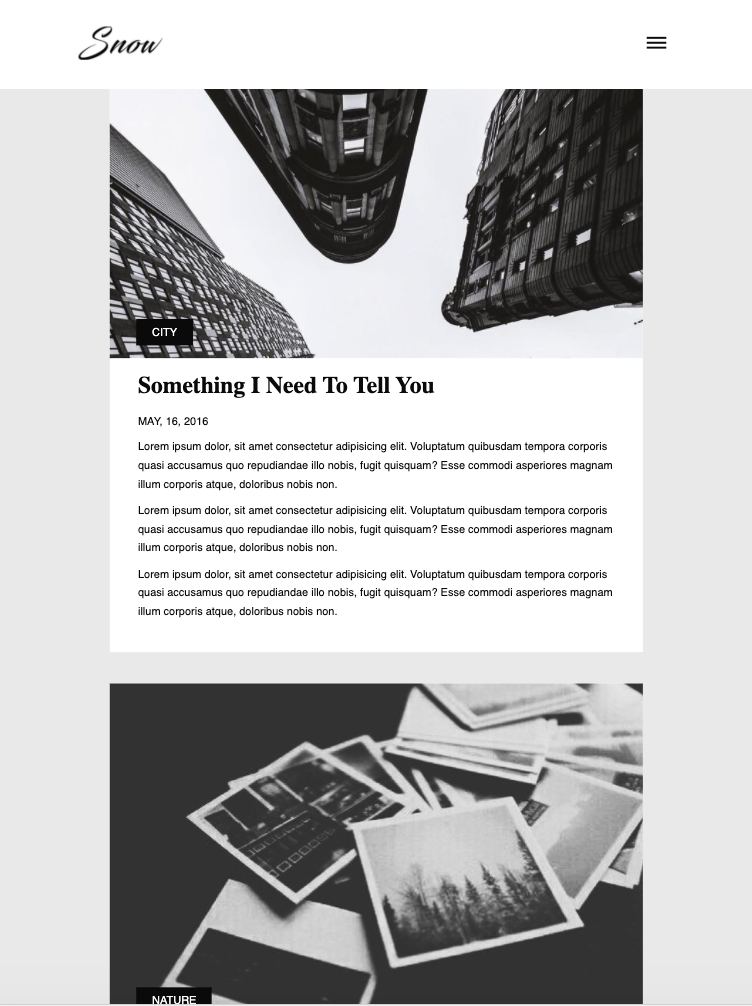 Snow
CITY
Something I Need To Tell You
MAY, 16, 2016
Lorem ipsum dolor, sit amet consectetur adipisicing elit. Voluptatum quibusdam tempora corporis
quasi accusamus quo repudiandae illo nobis, fugit quisquam? Esse commodi asperiores magnam
illum corporis atque, doloribus nobis non.
Lorem ipsum dolor, sit amet consectetur adipisicing elit. Voluptatum quibusdam tempora corporis
quasi accusamus quo repudiandae illo nobis, fugit quisquam? Esse commodi asperiores magnam
illum corporis atque, doloribus nobis non.
Lorem ipsum dolor, sit amet consectetur adipisicing elit. Voluptatum quibusdam tempora corporis
quasi accusamus quo repudiandae illo nobis, fugit quisquam? Esse commodi asperiores magnam
illum corporis atque, doloribus nobis non.
NATURE